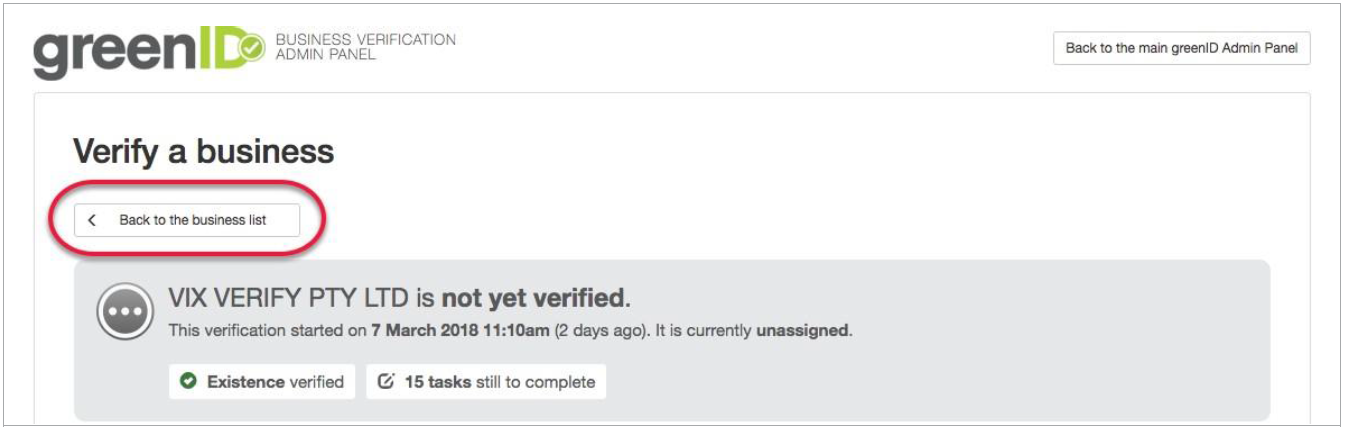 greenID BUSINESS VERIFICATION
ADMIN PANEL
Back to the main greenID Admin Panel
Verify a business
Back to the business list
VIX VERIFY PTY LTD is not yet verified.
This verification started on 7 March 2018 11:10am (2 days ago). It is currently unassigned.
Existence verified
15 tasks still to complete